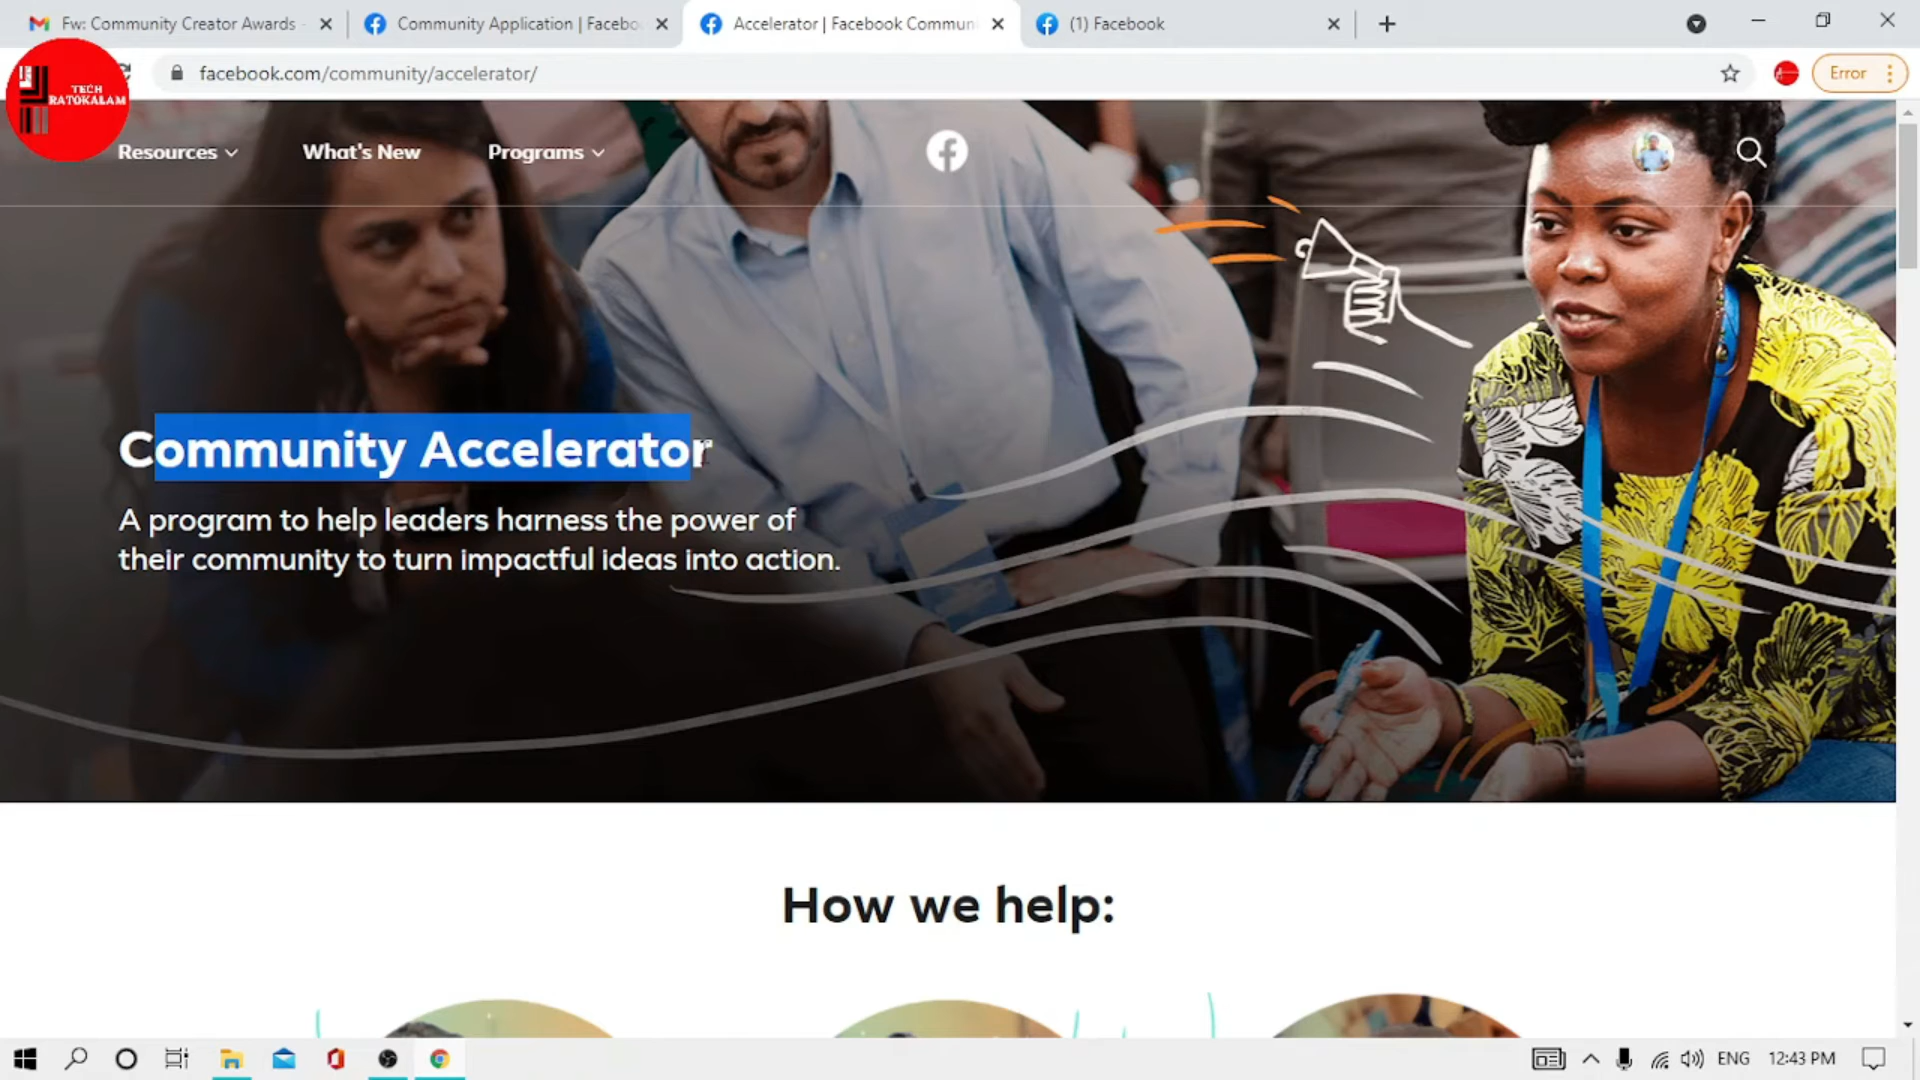 Fw: Community Creator Awards
Community Application | Facebo
Accelerator | Facebook Commun
(1) Facebook
facebook.com/community/accelerator/
Error
TECH
RATOKALAM
Resources
What's New
Programs
Community Accelerator
A program to help leaders harness the power of
their community to turn impactful ideas into action.
How we help:
ENG
12:43 PM